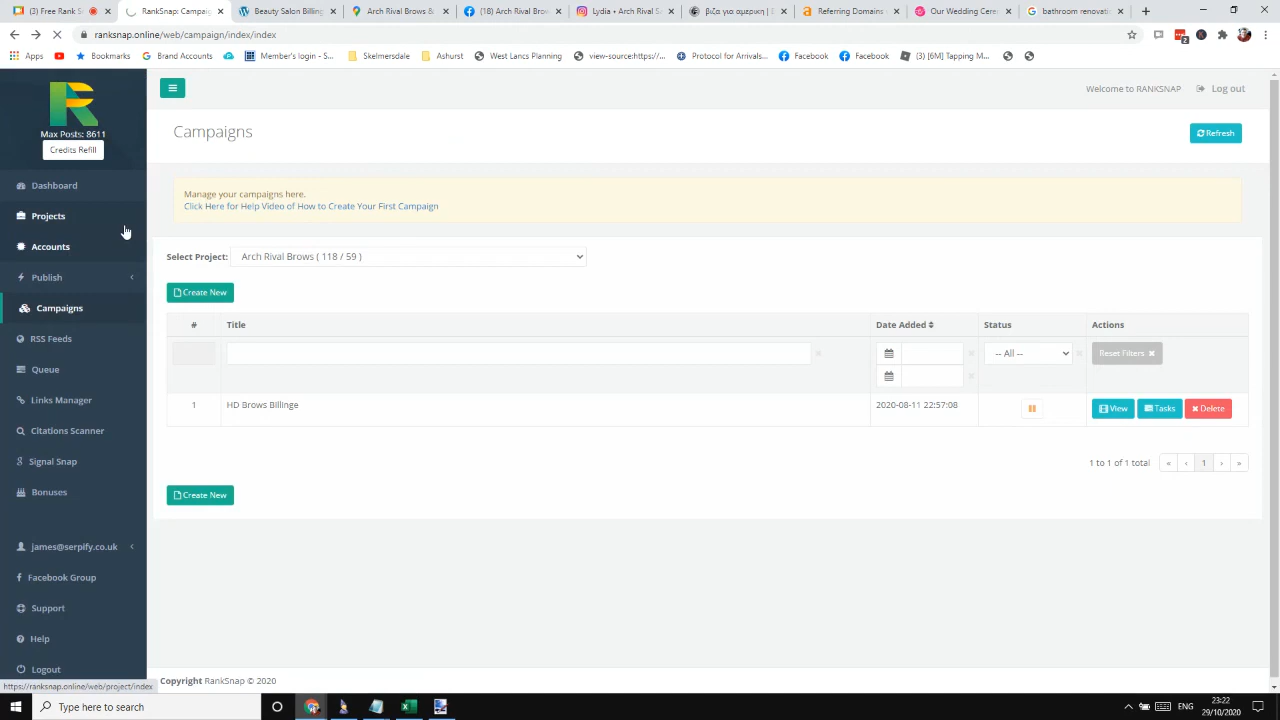 (3) Free Rank S
RankSnap: Campaig
Beauty Salon Billing
Arch Rival Brows &
(18) Arch Rival Brow
Lydia • Arch Rival S
βίζα για ομορφη | E
Referring Domains
Our Wedding Cere
bathroom renovati
ranksnap.online/web/campaign/index/index
Apps
Bookmarks
Brand Accounts
Member's login - S...
Skelmersdale
Ashurst
West Lancs Planning
view-source:https://...
Protocol for Arrivals...
Facebook
Facebook
(3) [6M] Tapping M...
Max Posts: 8611
Credits Refill
Dashboard
Projects
Accounts
Publish
Campaigns
RSS Feeds
Queue
Links Manager
Citations Scanner
Signal Snap
Bonuses
james@serpify.co.uk
Facebook Group
Support
Help
Logout
Welcome to RANKSNAP
Log out
Campaigns
Refresh
Manage your campaigns here.
Click Here for Help Video of How to Create Your First Campaign
Select Project: Arch Rival Brows ( 118 / 59 )
Create New
# Title Date Added Status Actions
-- All -- Reset Filters
1 HD Brows Billinge 2020-08-11 22:57:08 View Tasks Delete
1 to 1 of 1 total « ‹ 1 › »
Create New
Copyright RankSnap © 2020
https://ranksnap.online/web/project/index
Type here to search
ENG
23:22
29/10/2020